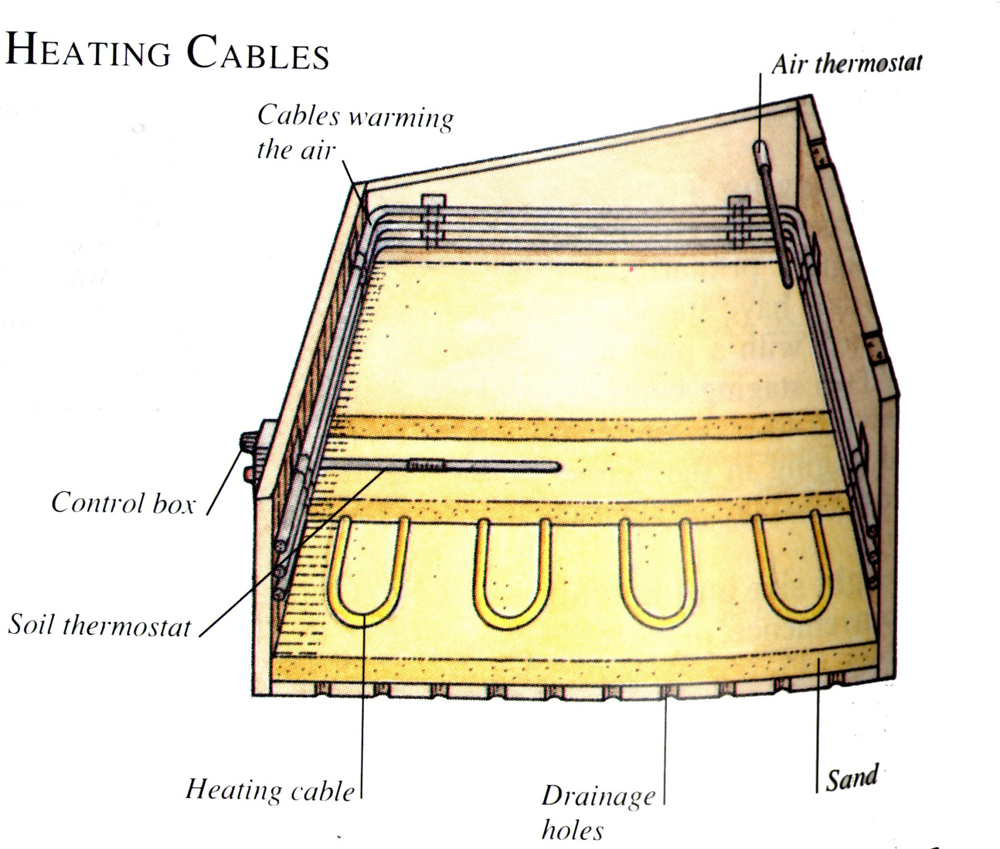 HEATING CABLES
Air thermostat
Cables warming
the air
Control box
Soil thermostat
Heating cable
Drainage
holes
Sand